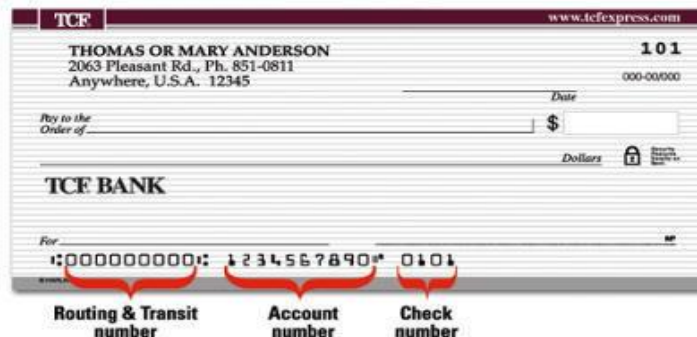 TCF
www.tcfexpress.com
THOMAS OR MARY ANDERSON
2063 Pleasant Rd., Ph. 851-0811
Anywhere, U.S.A. 12345
101
000-00/000
Date
Pay to the
Order of
$
Dollars
TCF BANK
For
MP
⑆000000000⑆ 1234567890⑈ 0101
Routing & Transit number
Account number
Check number